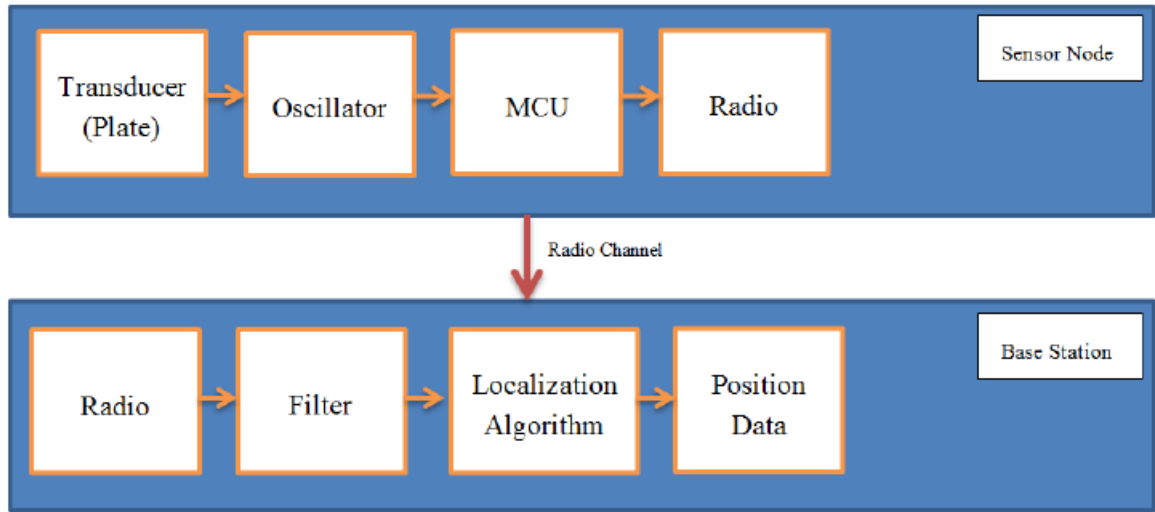 Transducer
(Plate)
Oscillator
MCU
Radio
Sensor Node
Radio Channel
Radio
Filter
Localization
Algorithm
Position
Data
Base Station